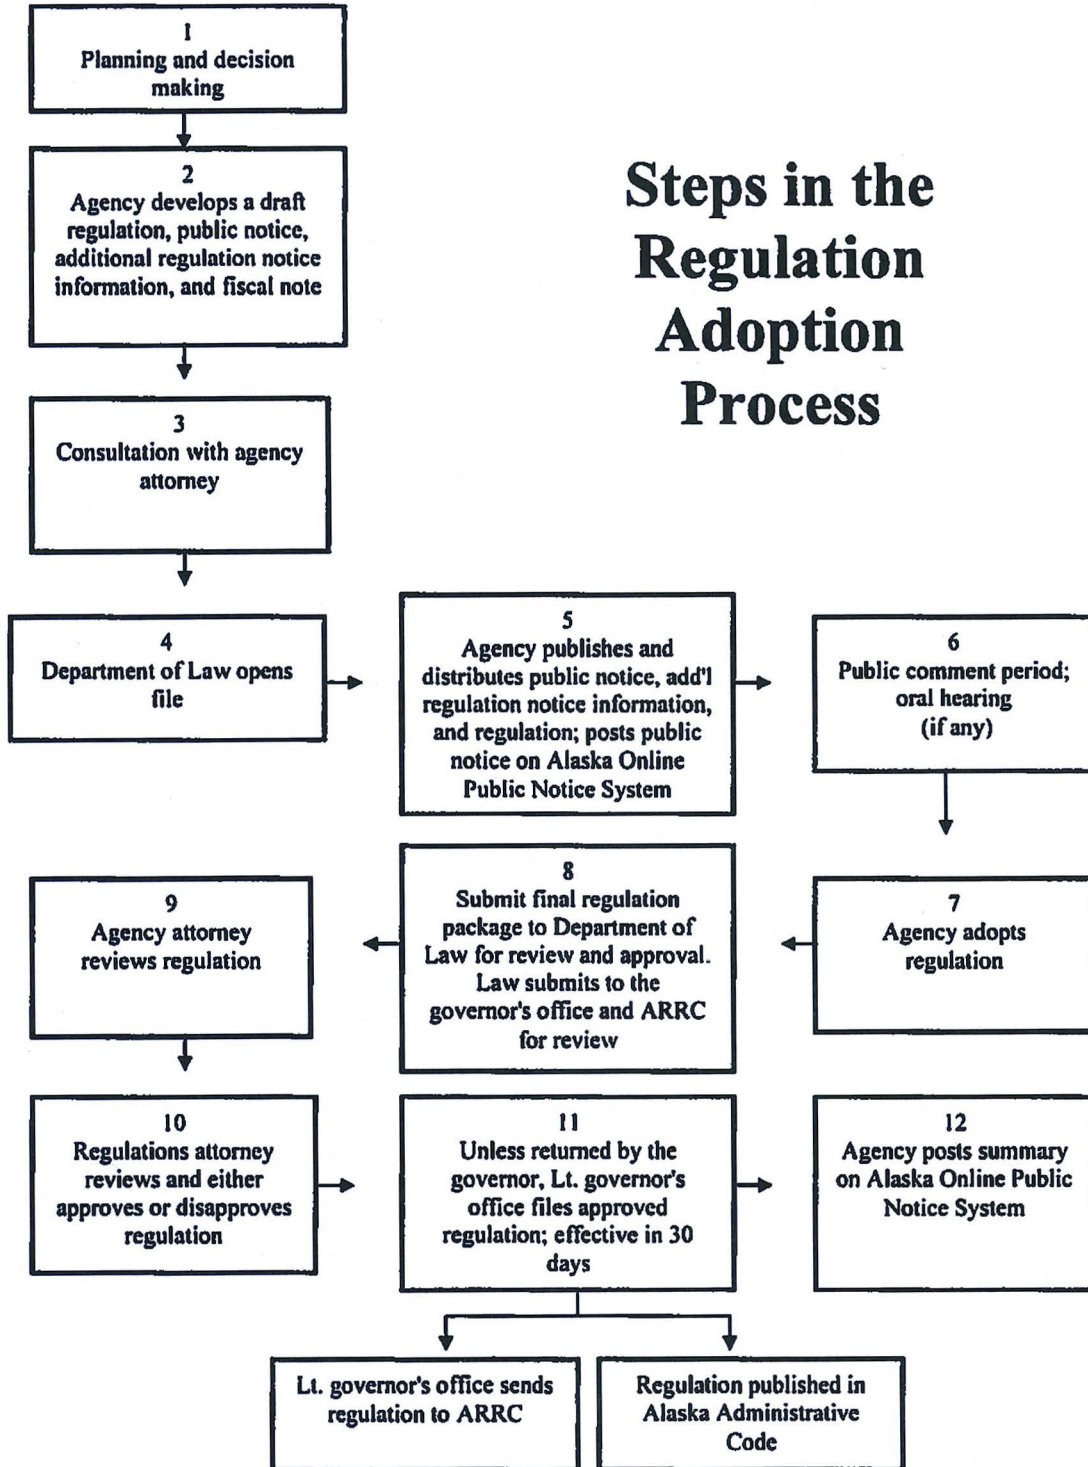 Steps in the
Regulation
Adoption
Process
1
Planning and decision
making
2
Agency develops a draft
regulation, public notice,
additional regulation notice
information, and fiscal note
3
Consultation with agency
attorney
4
Department of Law opens
file
5
Agency publishes and
distributes public notice, add'l
regulation notice information,
and regulation; posts public
notice on Alaska Online
Public Notice System
6
Public comment period;
oral hearing
(if any)
7
Agency adopts
regulation
8
Submit final regulation
package to Department of
Law for review and approval.
Law submits to the
governor's office and ARRC
for review
9
Agency attorney
reviews regulation
10
Regulations attorney
reviews and either
approves or disapproves
regulation
11
Unless returned by the
governor, Lt. governor's
office files approved
regulation; effective in 30
days
12
Agency posts summary
on Alaska Online Public
Notice System
Lt. governor's office sends
regulation to ARRC
Regulation published in
Alaska Administrative
Code